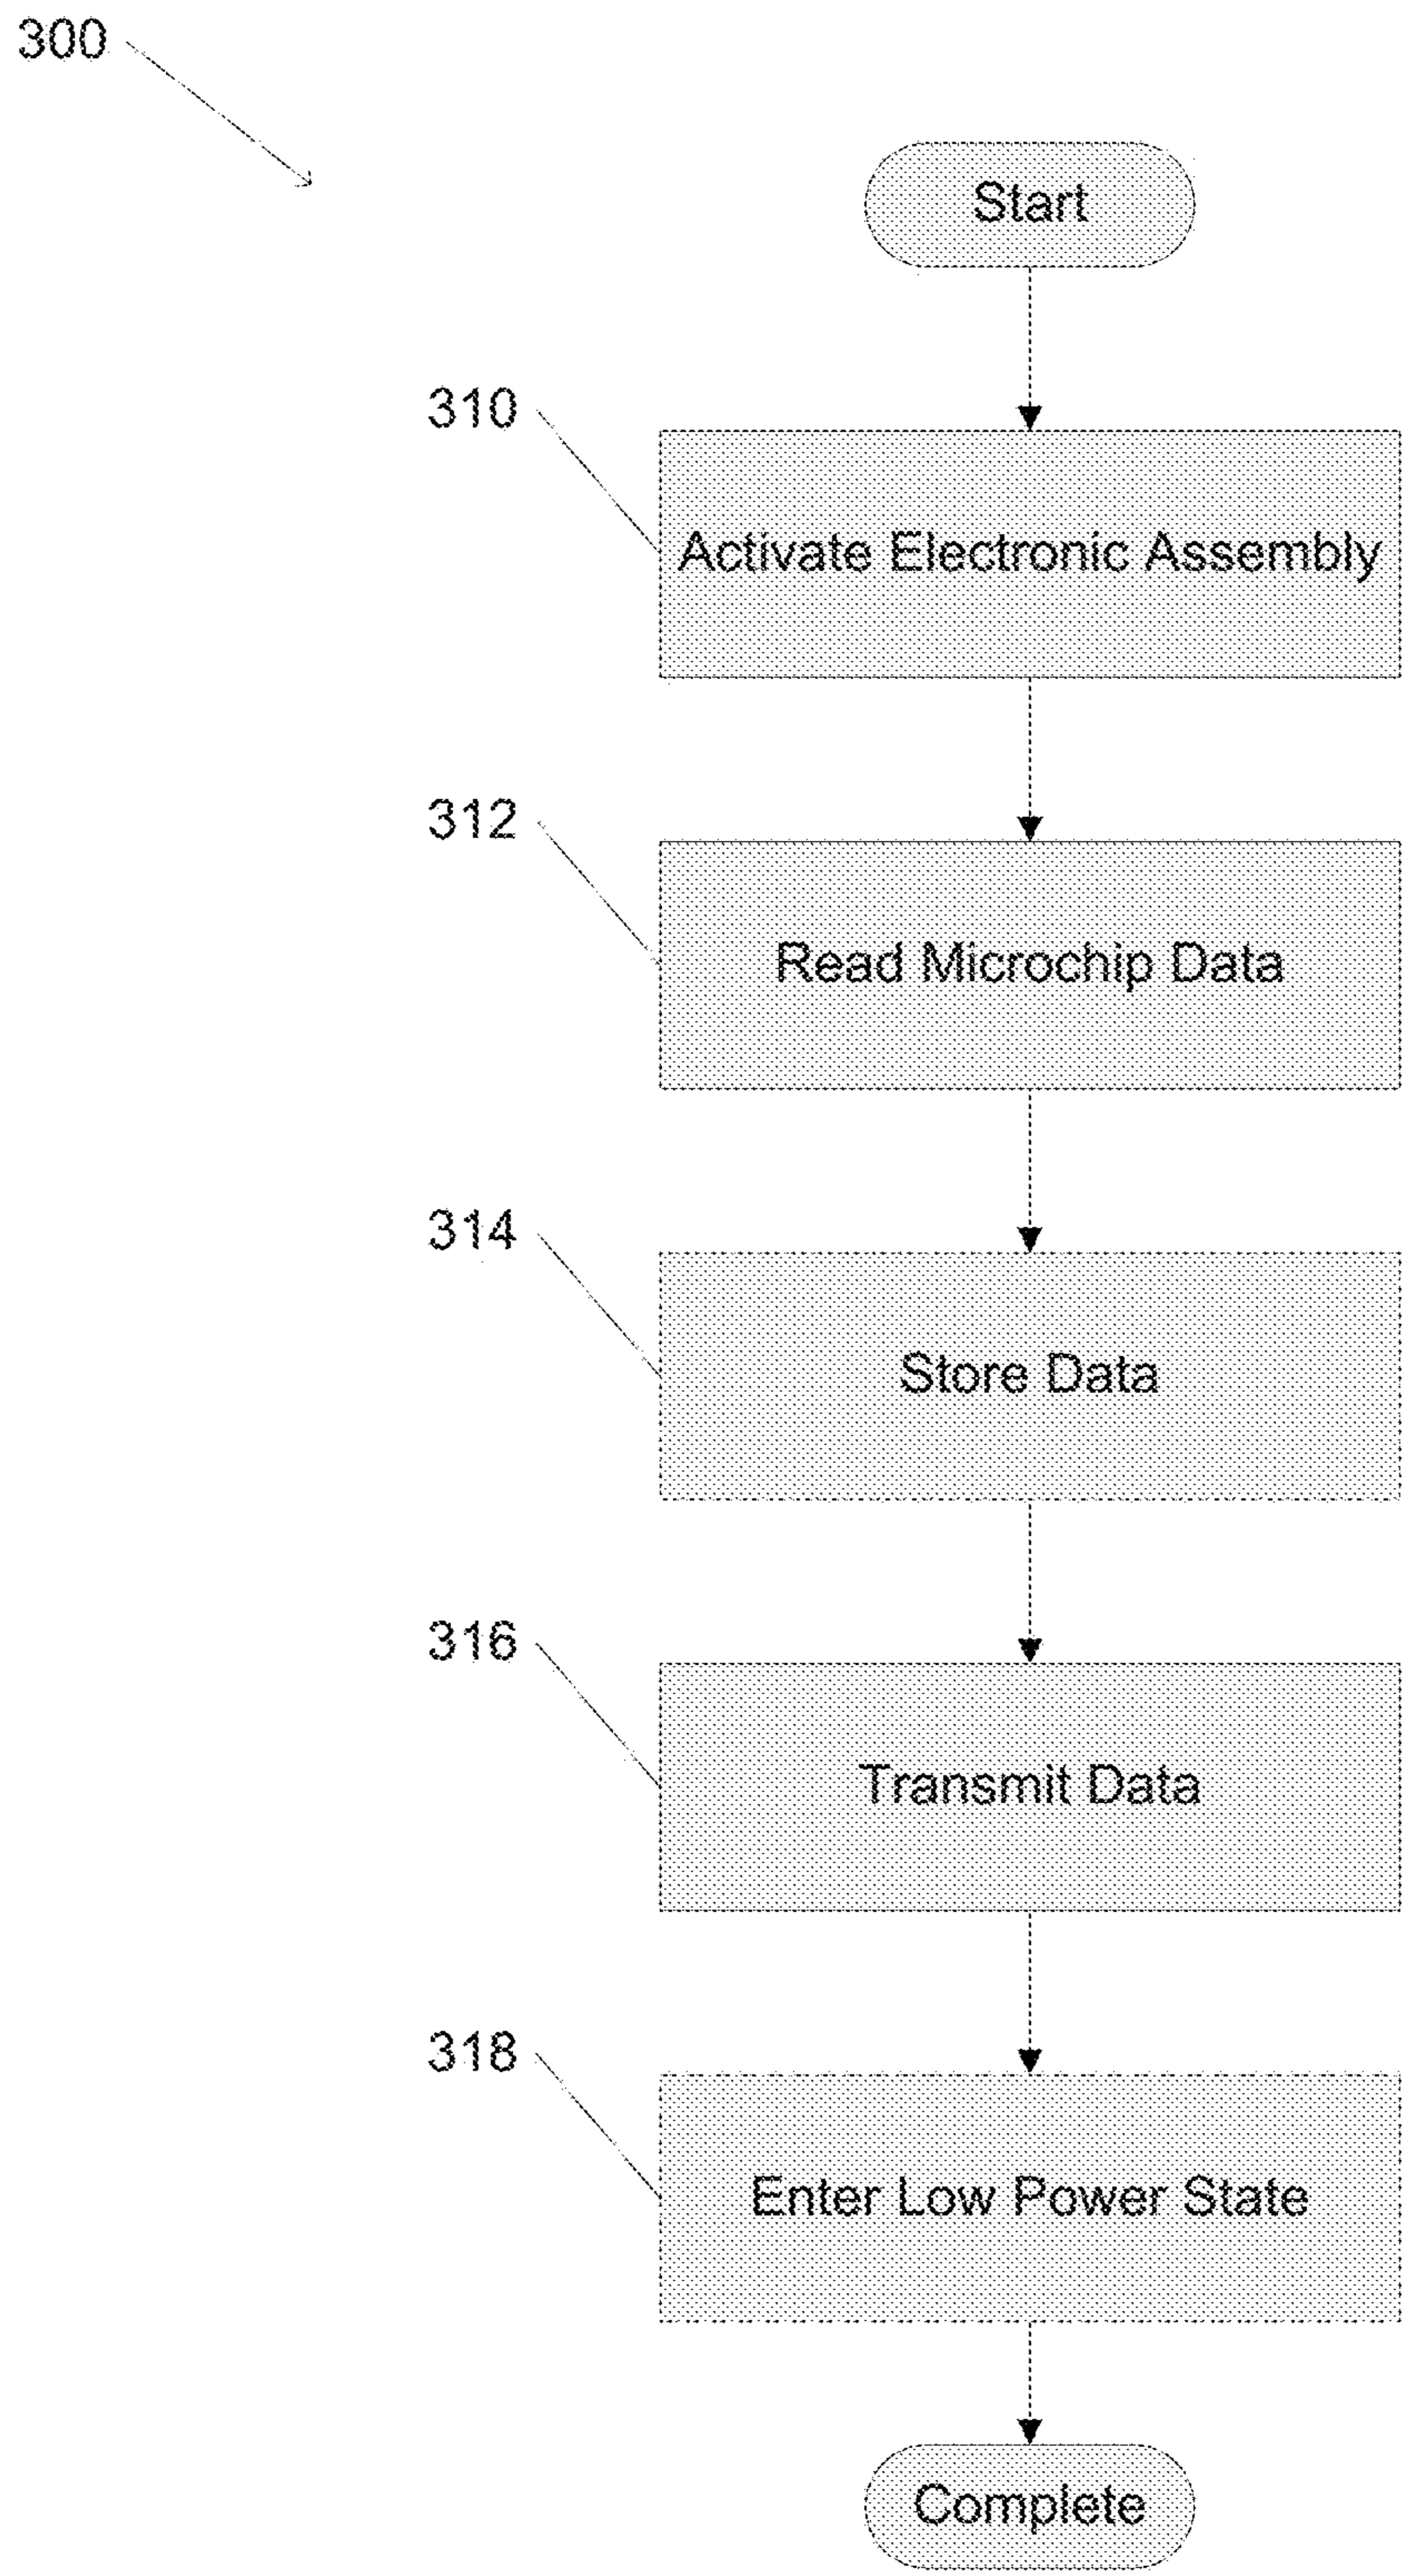 300
Start
310
Activate Electronic Assembly
312
Read Microchip Data
314
Store Data
316
Transmit Data
318
Enter Low Power State
Complete